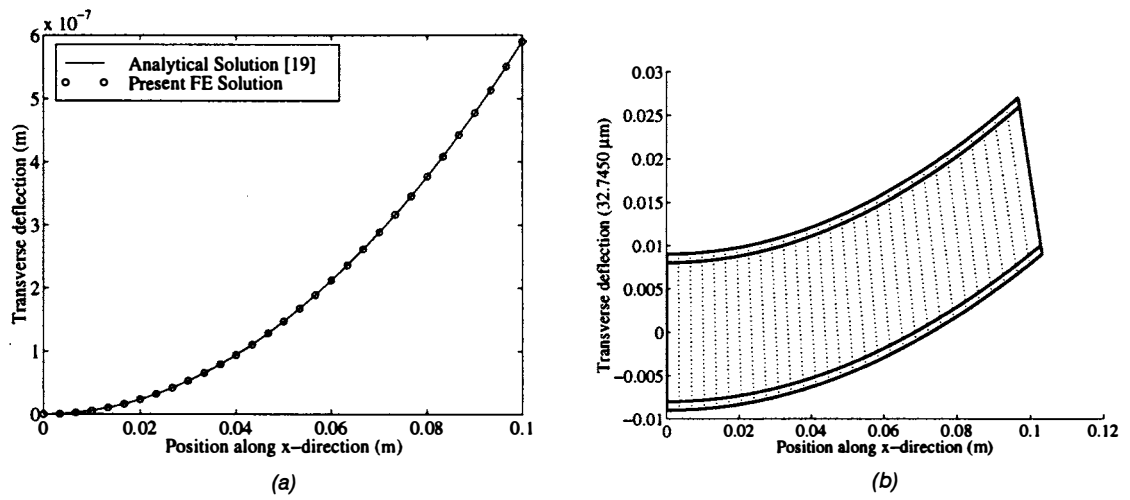 x 10⁻⁷
6
5
4
3
2
1
0
Transverse deflection (m)
Analytical Solution [19]
Present FE Solution
0 0.02 0.04 0.06 0.08 0.1
Position along x−direction (m)
(a)
0.03
0.025
0.02
0.015
0.01
0.005
0
−0.005
−0.01
Transverse deflection (32.7450 μm)
0 0.02 0.04 0.06 0.08 0.1 0.12
Position along x−direction (m)
(b)